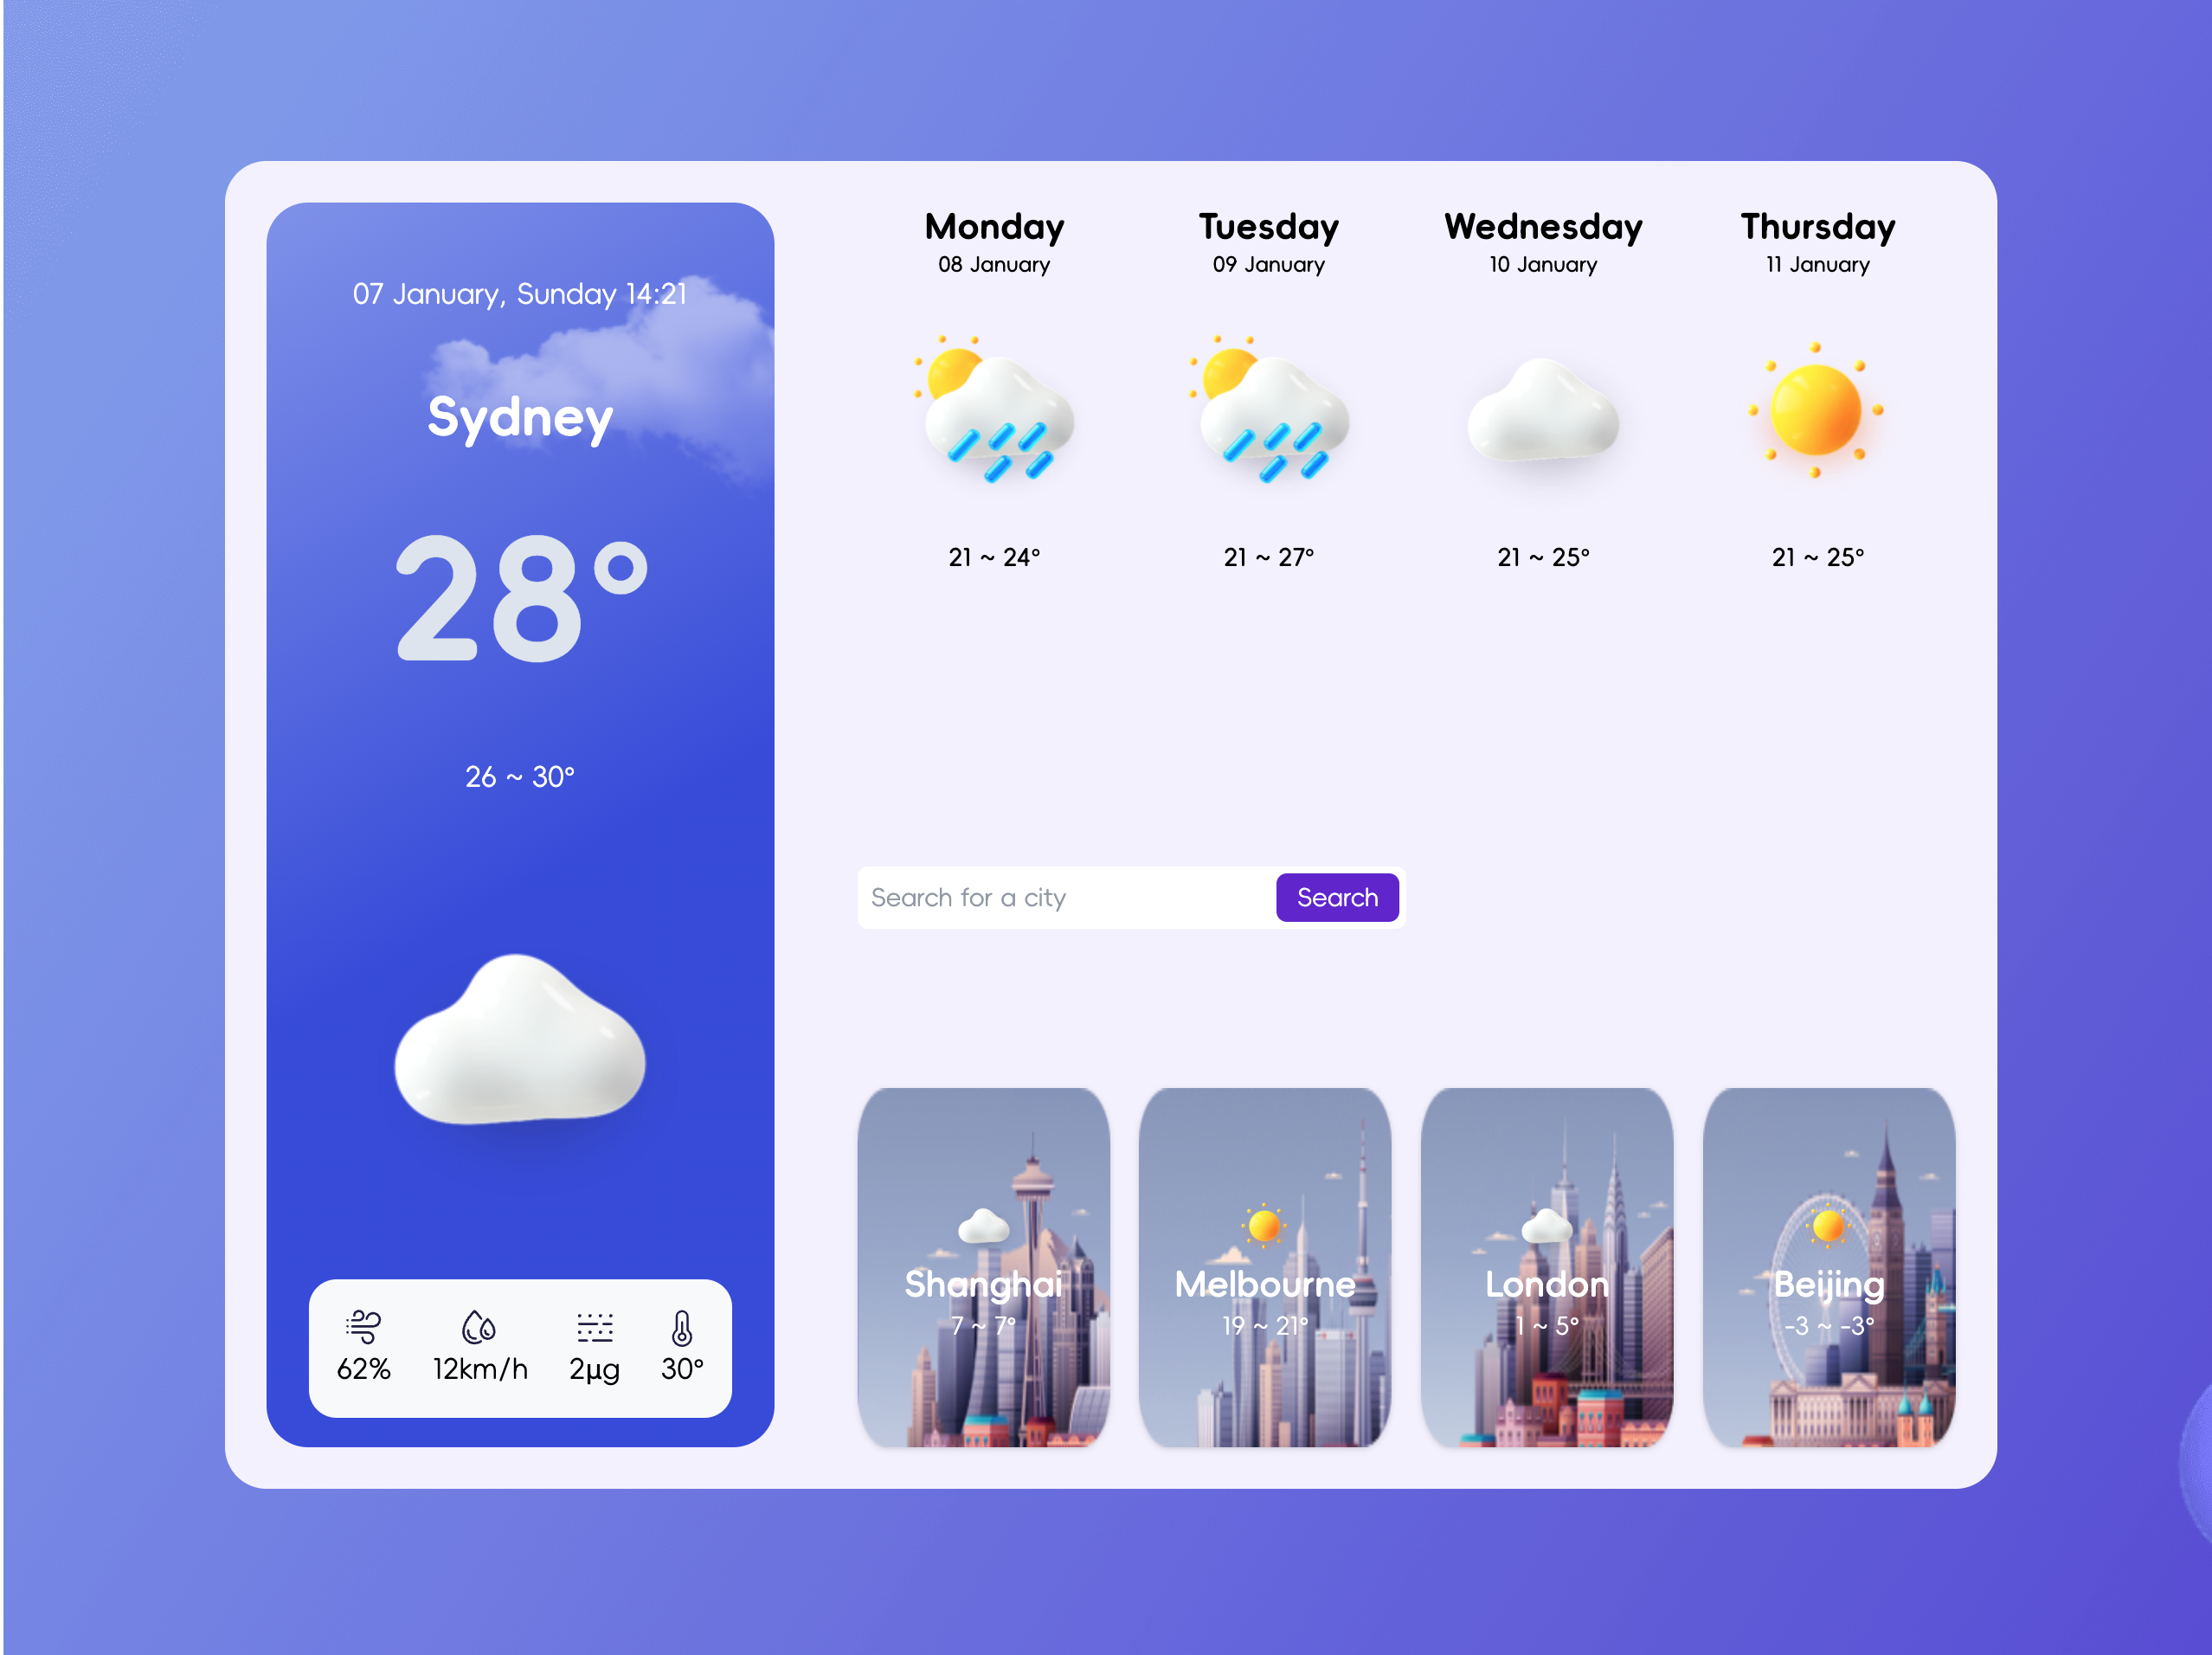 07 January, Sunday 14:21
Sydney
28°
26 ~ 30°
62%
12km/h
2µg
30°
Monday
08 January
21 ~ 24°
Tuesday
09 January
21 ~ 27°
Wednesday
10 January
21 ~ 25°
Thursday
11 January
21 ~ 25°
Search for a city
Search
Shanghai
7 ~ 7°
Melbourne
19 ~ 21°
London
1 ~ 5°
Beijing
-3 ~ -3°